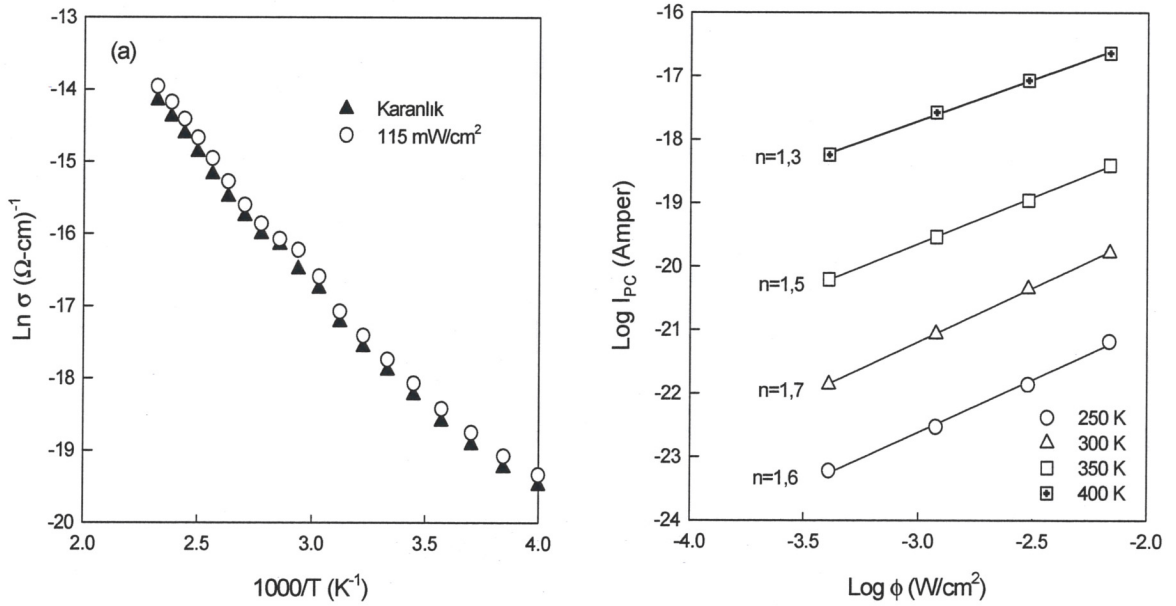 -13
-14
-15
-16
-17
-18
-19
-20
2.0
2.5
3.0
3.5
4.0
Ln σ (Ω-cm)⁻¹
1000/T (K⁻¹)
(a)
Karanlık
115 mW/cm²
-16
-17
-18
-19
-20
-21
-22
-23
-24
-4.0
-3.5
-3.0
-2.5
-2.0
Log I_PC (Amper)
Log ϕ (W/cm²)
n=1,3
n=1,5
n=1,7
n=1,6
250 K
300 K
350 K
400 K